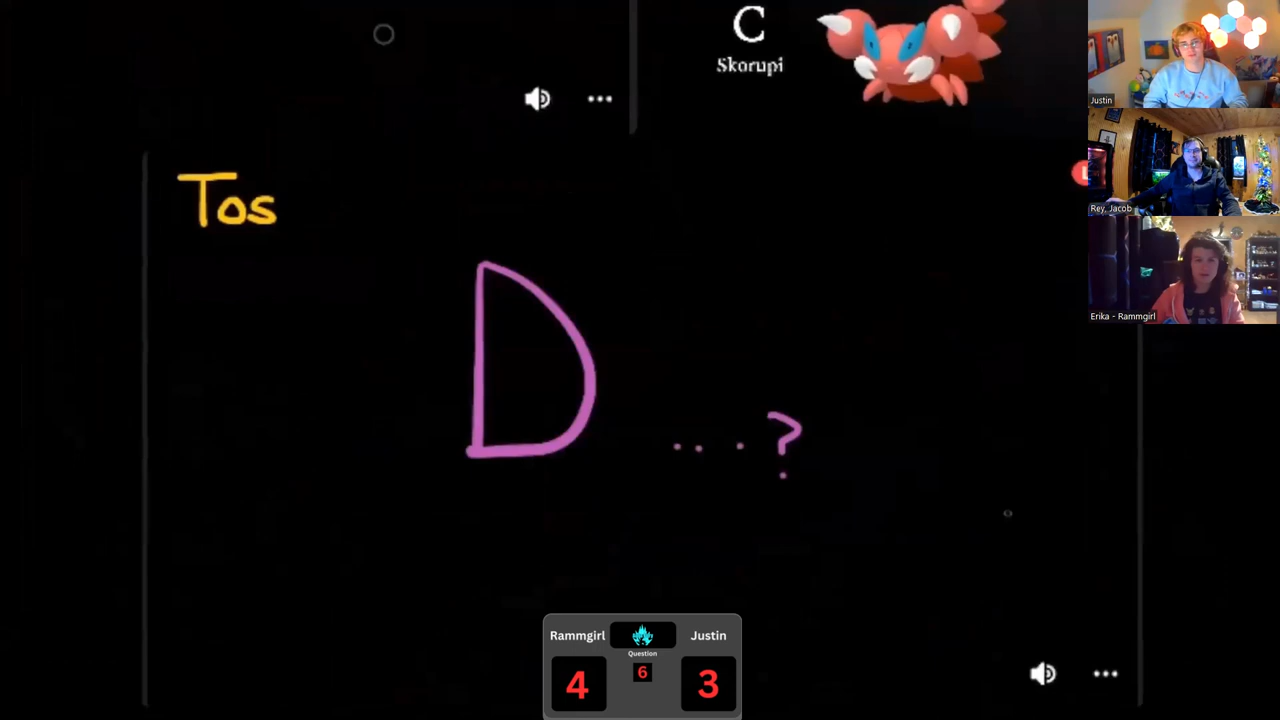 C
Skorupi
Justin
Tos
Rey, Jacob
D ...?
Erika - Rammgirl
Rammgirl
Justin
Question
4
6
3